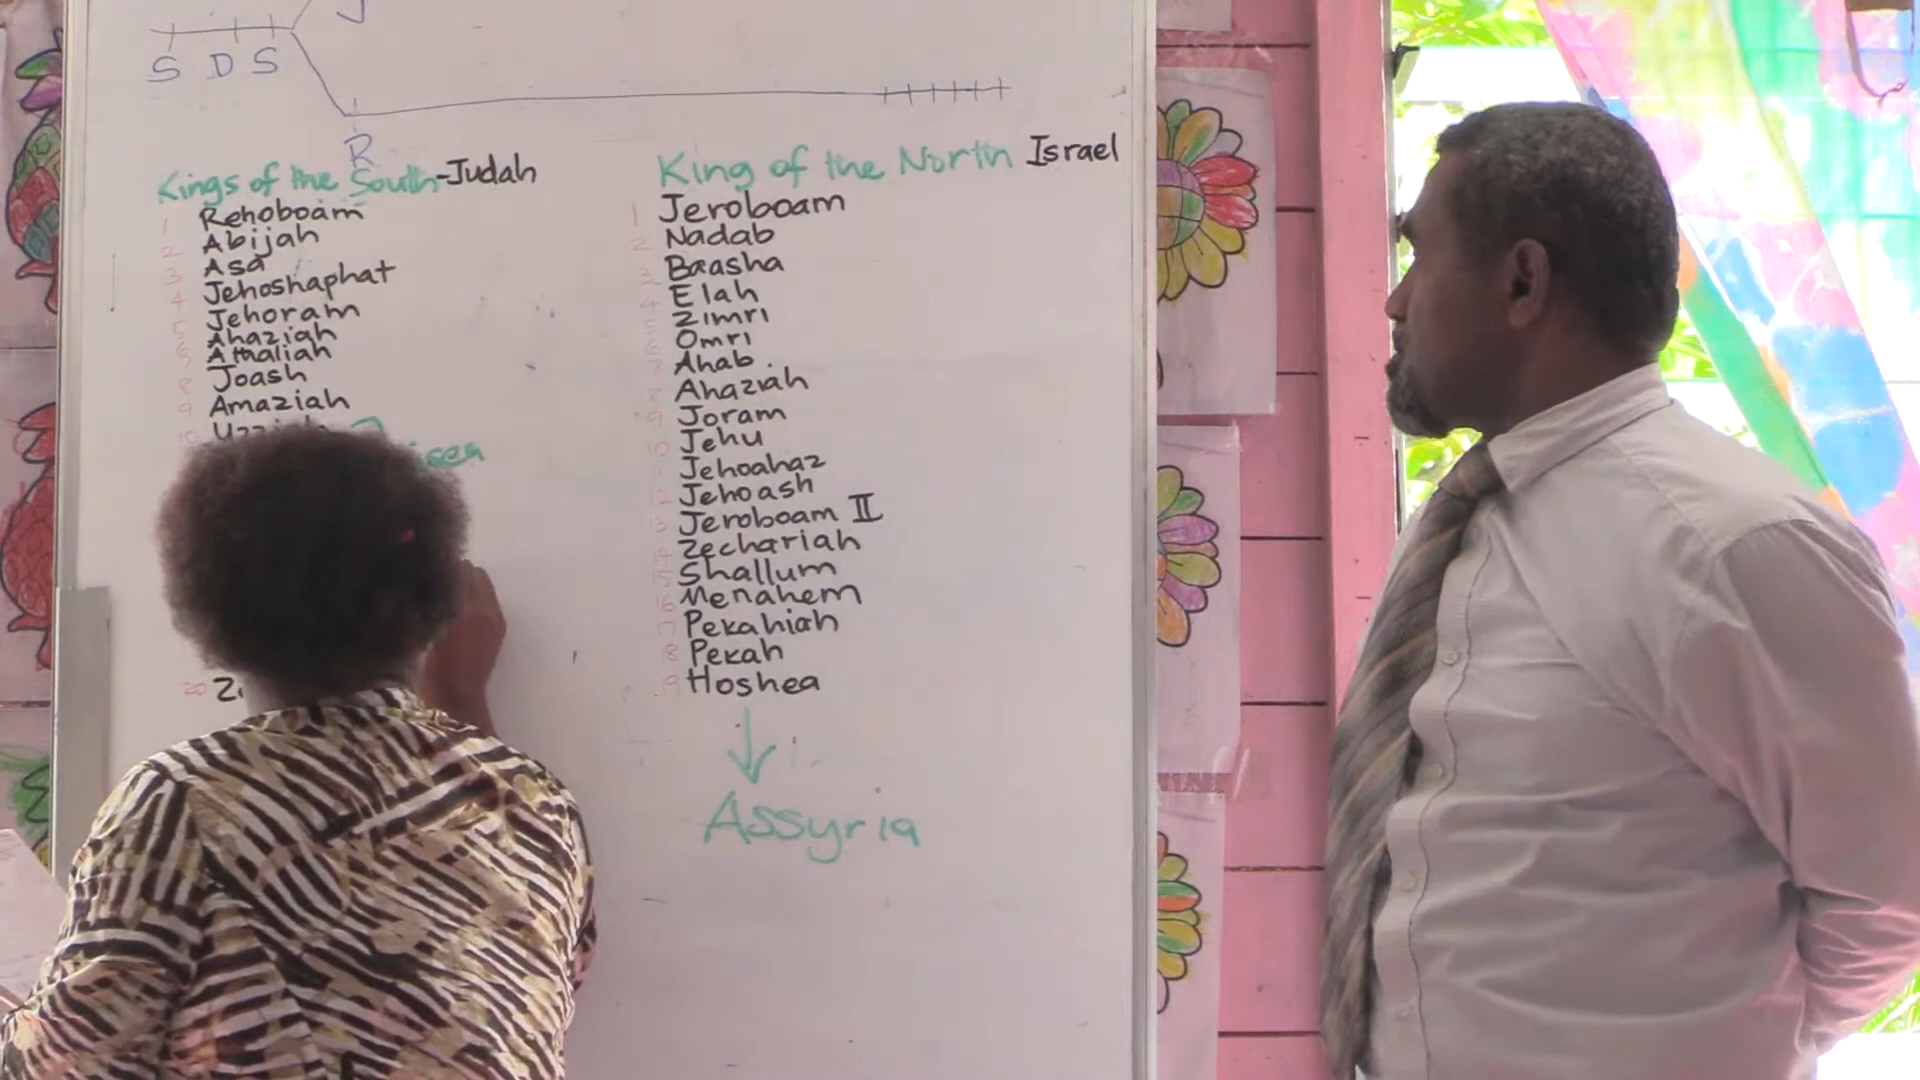 S D S
R
Kings of the South-Judah
1 Rehoboam
2 Abijah
3 Asa
4 Jehoshaphat
5 Jehoram
6 Ahaziah
7 Athaliah
8 Joash
9 Amaziah
10 Uzziah
20
King of the North Israel
1 Jeroboam
2 Nadab
3 Baasha
4 Elah
5 Zimri
6 Omri
7 Ahab
8 Ahaziah
9 Joram
10 Jehu
11 Jehoahaz
12 Jehoash
13 Jeroboam II
14 Zechariah
15 Shallum
16 Menahem
17 Pekahiah
18 Pekah
19 Hoshea
Assyria